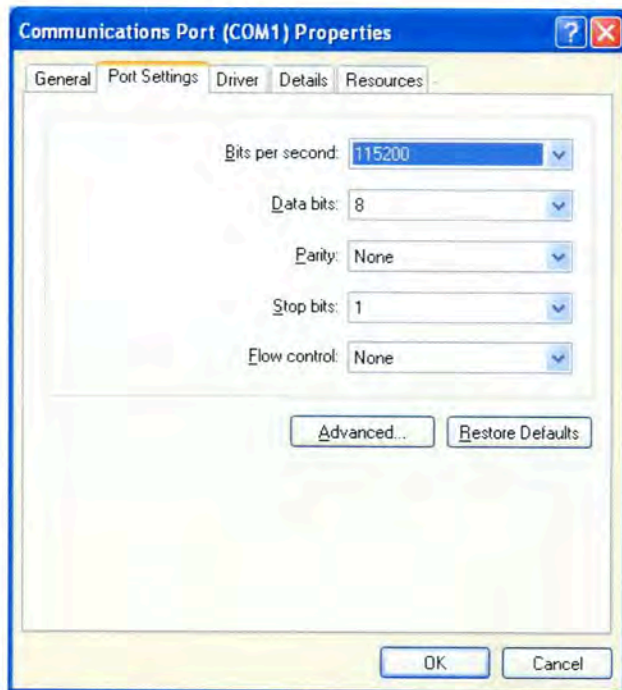 Communications Port (COM1) Properties
General Port Settings Driver Details Resources
Bits per second: 115200
Data bits: 8
Parity: None
Stop bits: 1
Flow control: None
Advanced... Restore Defaults
OK Cancel